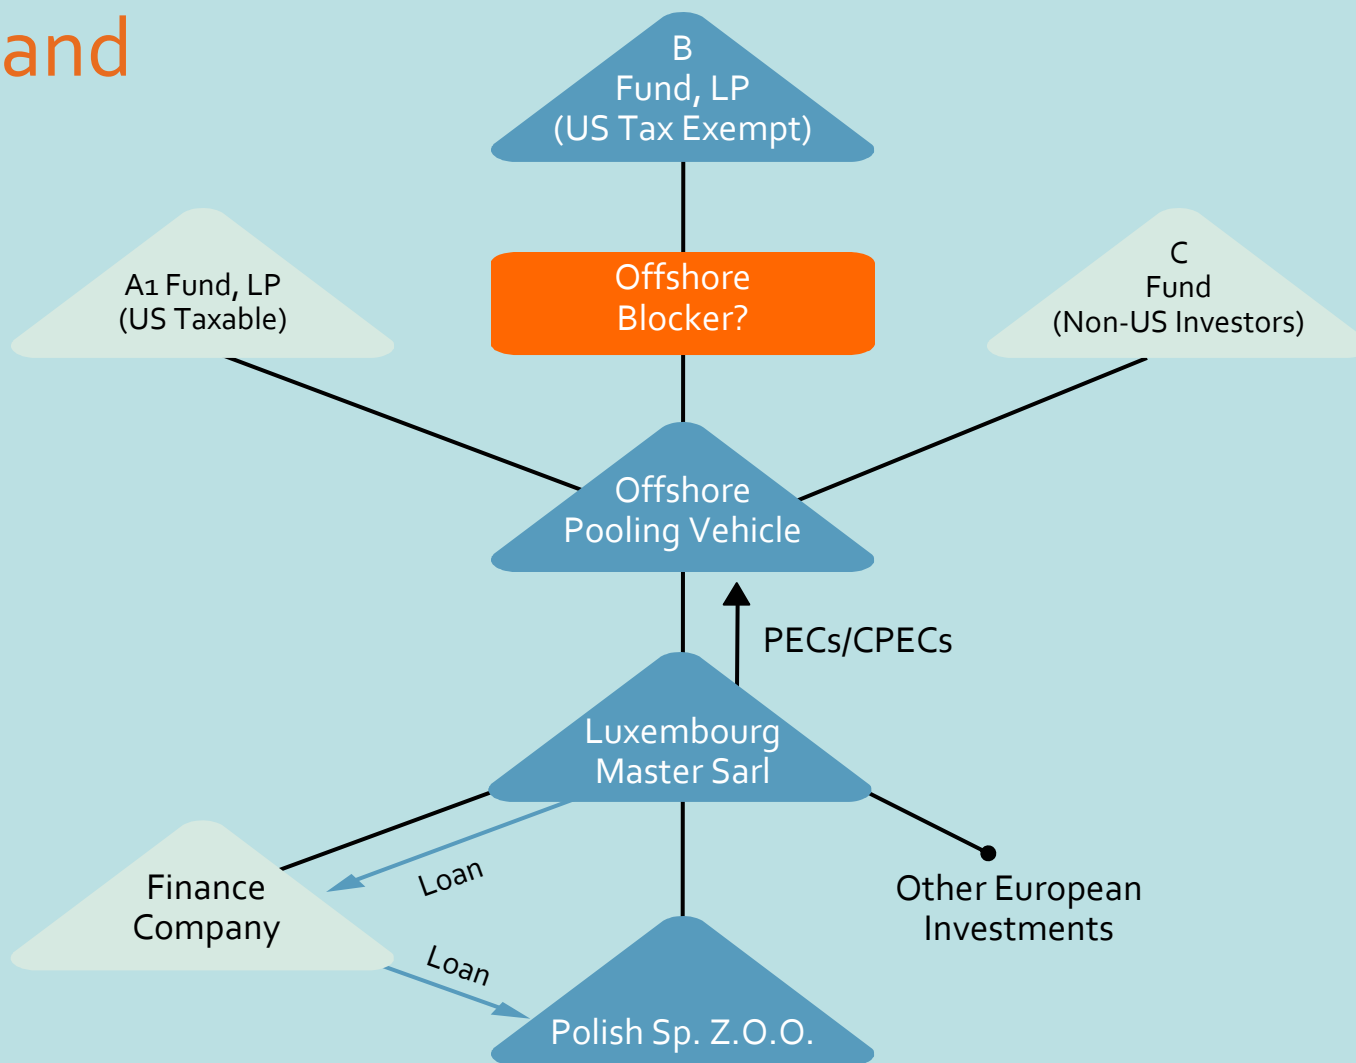 and
B
Fund, LP
(US Tax Exempt)
A1 Fund, LP
(US Taxable)
Offshore
Blocker?
C
Fund
(Non-US Investors)
Offshore
Pooling Vehicle
PECs/CPECs
Luxembourg
Master Sarl
Loan
Finance
Company
Other European
Investments
Loan
Polish Sp. Z.O.O.